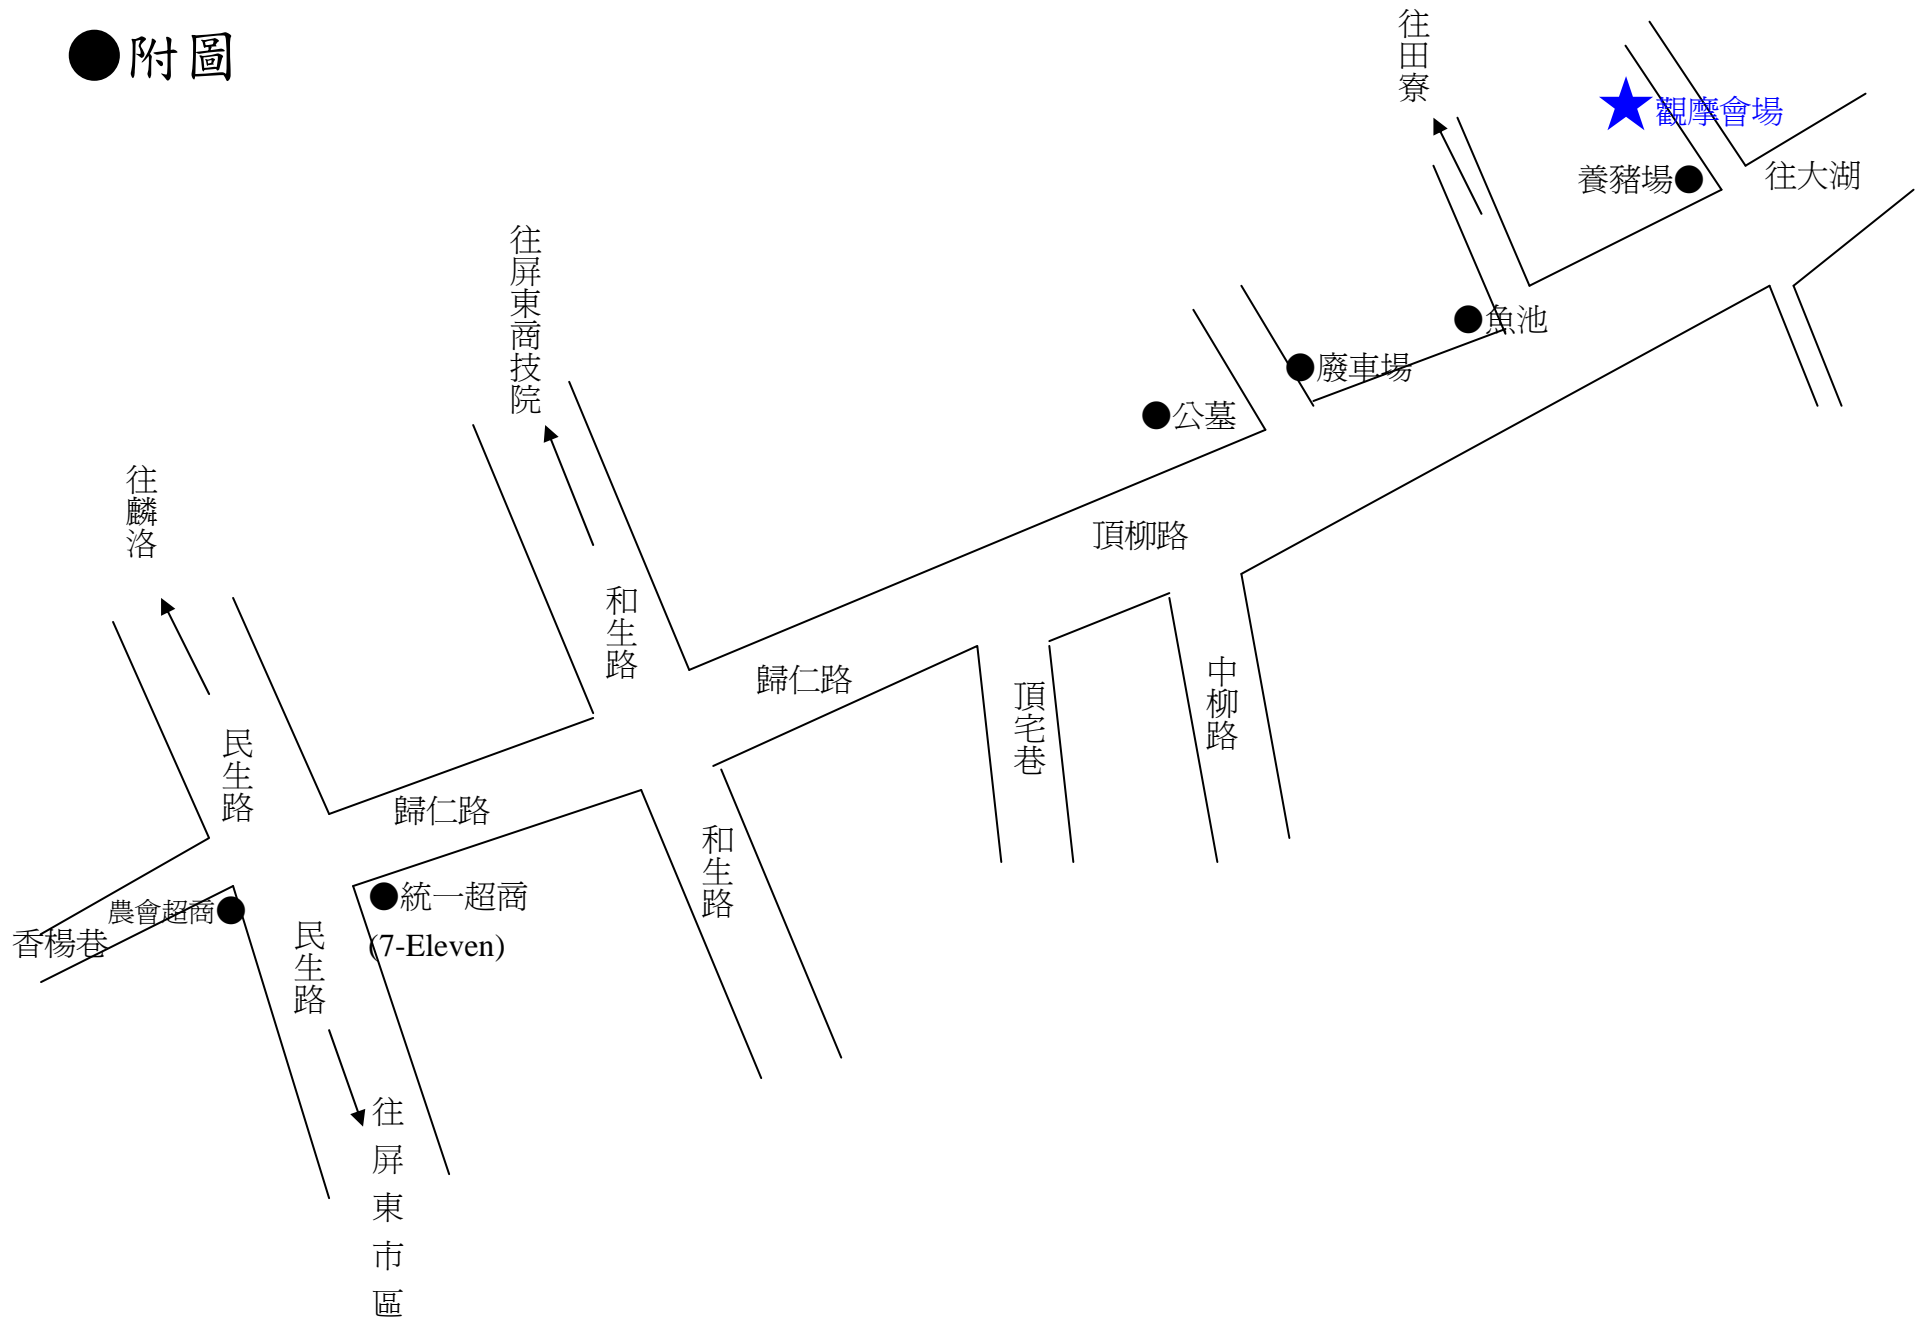 ●附圖
往田寮
★觀摩會場
養豬場●
往大湖
往屏東商技院
●魚池
●廢車場
●公墓
往麟洛
頂柳路
和生路
歸仁路
中柳路
頂宅巷
民生路
歸仁路
和生路
農會超商●
●統一超商
(7-Eleven)
香楊巷
民生路
往屏東市區